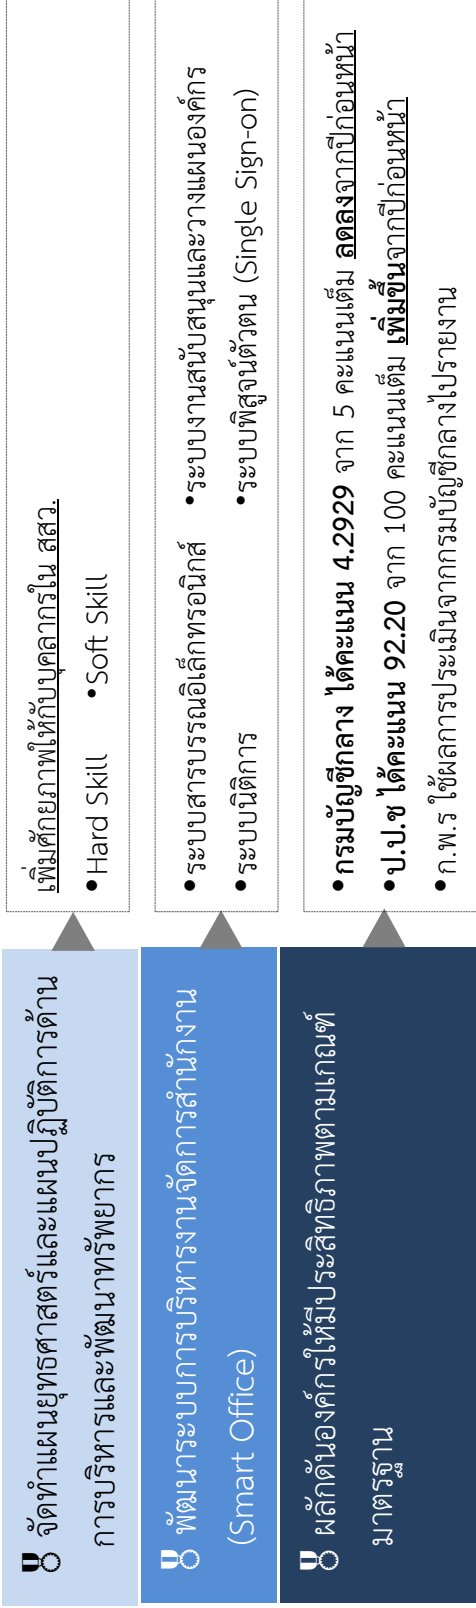 จัดทำแผนยุทธศาสตร์และแผนปฏิบัติการด้าน
การบริหารและพัฒนาทรัพยากร
เพิ่มศักยภาพให้กับบุคลากรใน สสว.
•Hard Skill •Soft Skill
พัฒนาระบบการบริหารงานจัดการสำนักงาน
(Smart Office)
•ระบบสารบรรณอิเล็กทรอนิกส์ •ระบบงานสนับสนุนและวางแผนองค์กร
•ระบบนิติการ •ระบบพิสูจน์ตัวตน (Single Sign-on)
ผลักดันองค์กรให้มีประสิทธิภาพตามเกณฑ์
มาตรฐาน
•กรมบัญชีกลาง ได้คะแนน 4.2929 จาก 5 คะแนนเต็ม ลดลงจากปีก่อนหน้า
•ป.ป.ช ได้คะแนน 92.20 จาก 100 คะแนนเต็ม เพิ่มขึ้นจากปีก่อนหน้า
•ก.พ.ร ใช้ผลการประเมินจากกรมบัญชีกลางไปรายงาน